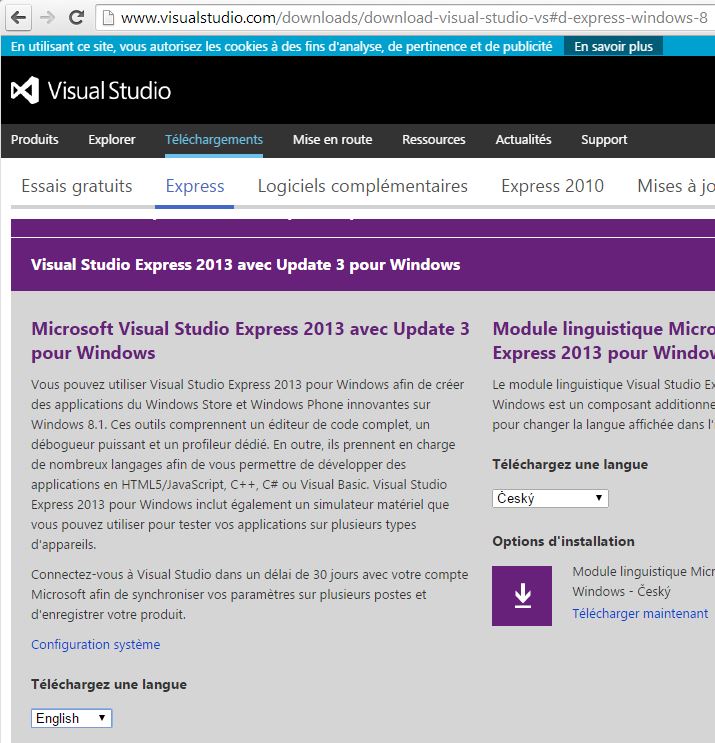 www.visualstudio.com/downloads/download-visual-studio-vs#d-express-windows-8
En utilisant ce site, vous autorisez les cookies à des fins d'analyse, de pertinence et de publicité En savoir plus
Visual Studio
Produits Explorer Téléchargements Mise en route Ressources Actualités Support
Essais gratuits Express Logiciels complémentaires Express 2010 Mises à jo
Visual Studio Express 2013 avec Update 3 pour Windows
Microsoft Visual Studio Express 2013 avec Update 3
pour Windows
Vous pouvez utiliser Visual Studio Express 2013 pour Windows afin de créer
des applications du Windows Store et Windows Phone innovantes sur
Windows 8.1. Ces outils comprennent un éditeur de code complet, un
débogueur puissant et un profileur dédié. En outre, ils prennent en charge
de nombreux langages afin de vous permettre de développer des
applications en HTML5/JavaScript, C++, C# ou Visual Basic. Visual Studio
Express 2013 pour Windows inclut également un simulateur matériel que
vous pouvez utiliser pour tester vos applications sur plusieurs types
d'appareils.
Connectez-vous à Visual Studio dans un délai de 30 jours avec votre compte
Microsoft afin de synchroniser vos paramètres sur plusieurs postes et
d'enregistrer votre produit.
Configuration système
Téléchargez une langue
English
Module linguistique Micro
Express 2013 pour Window
Le module linguistique Visual Studio Ex
Windows est un composant additionne
pour changer la langue affichée dans l'
Téléchargez une langue
Český
Options d'installation
Module linguistique Micr
Windows - Český
Télécharger maintenant